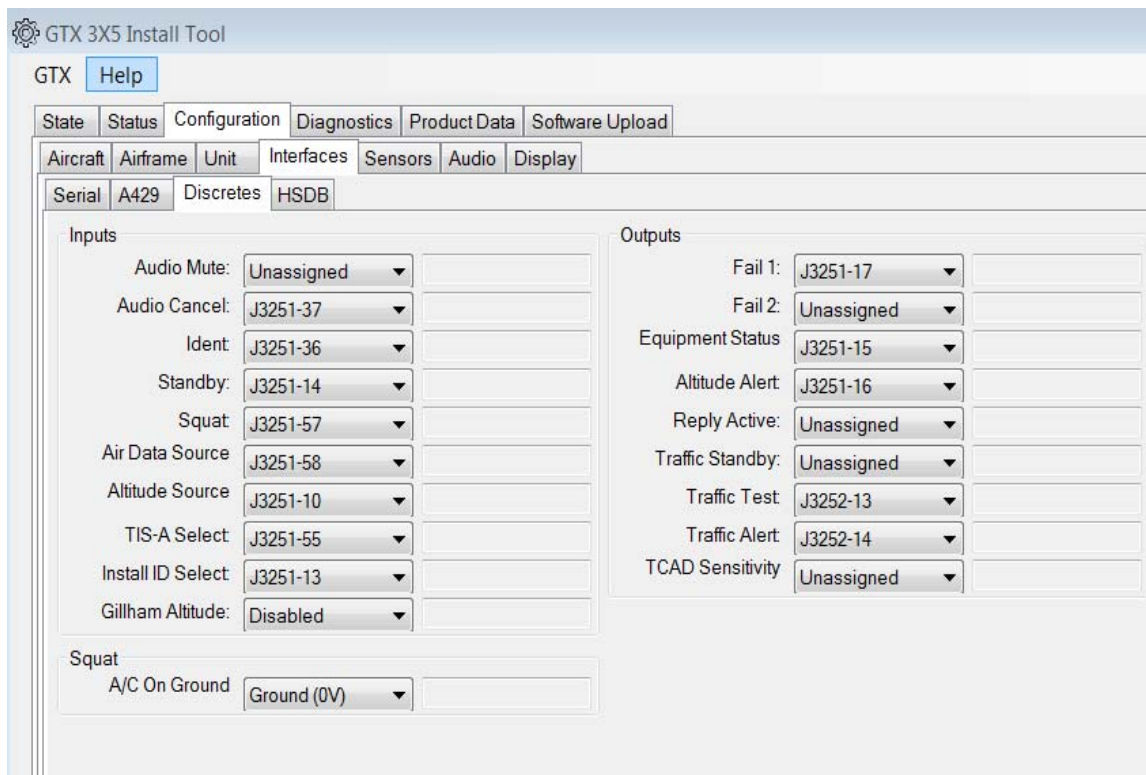 GTX 3X5 Install Tool
GTX Help
State Status Configuration Diagnostics Product Data Software Upload
Aircraft Airframe Unit Interfaces Sensors Audio Display
Serial A429 Discretes HSDB
Inputs
Audio Mute: Unassigned
Audio Cancel: J3251-37
Ident J3251-36
Standby: J3251-14
Squat J3251-57
Air Data Source J3251-58
Altitude Source J3251-10
TIS-A Select J3251-55
Install ID Select J3251-13
Gillham Altitude: Disabled
Squat
A/C On Ground Ground (0V)
Outputs
Fail 1: J3251-17
Fail 2: Unassigned
Equipment Status J3251-15
Altitude Alert J3251-16
Reply Active: Unassigned
Traffic Standby: Unassigned
Traffic Test J3252-13
Traffic Alert J3252-14
TCAD Sensitivity Unassigned